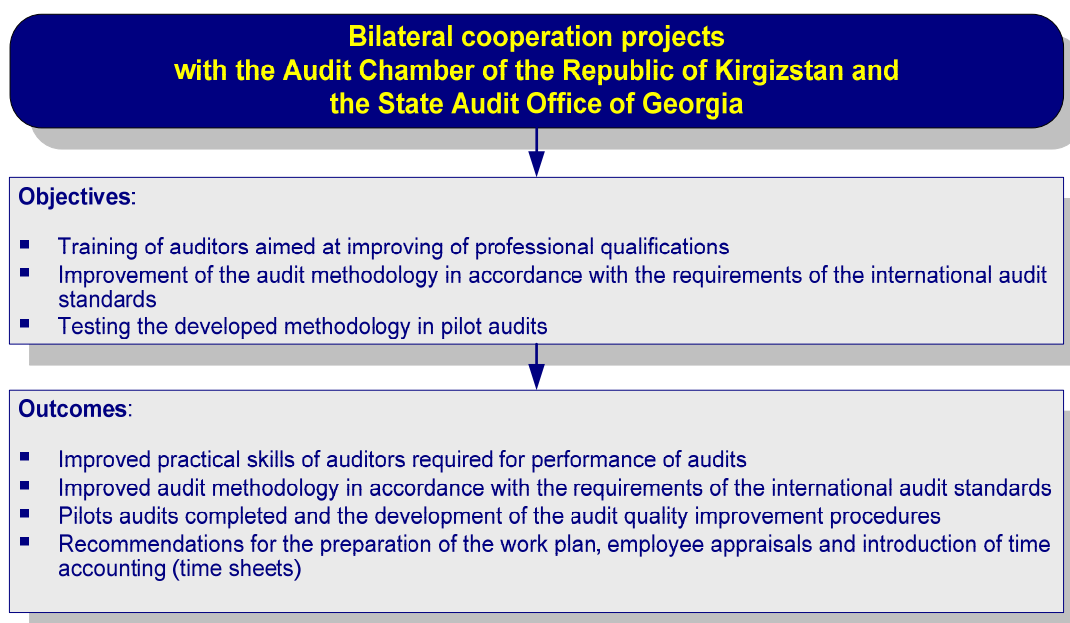 Bilateral cooperation projects
with the Audit Chamber of the Republic of Kirgizstan and
the State Audit Office of Georgia
Objectives:
▪ Training of auditors aimed at improving of professional qualifications
▪ Improvement of the audit methodology in accordance with the requirements of the international audit
standards
▪ Testing the developed methodology in pilot audits
Outcomes:
▪ Improved practical skills of auditors required for performance of audits
▪ Improved audit methodology in accordance with the requirements of the international audit standards
▪ Pilots audits completed and the development of the audit quality improvement procedures
▪ Recommendations for the preparation of the work plan, employee appraisals and introduction of time
accounting (time sheets)